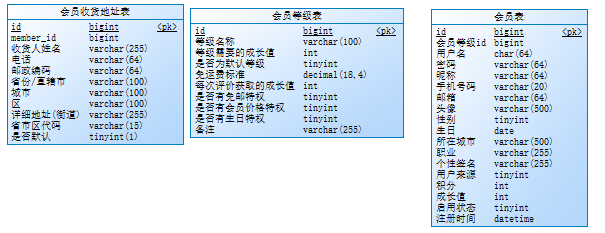 会员收货地址表
id bigint <pk>
member_id bigint
收货人姓名 varchar(255)
电话 varchar(64)
邮政编码 varchar(64)
省份/直辖市 varchar(100)
城市 varchar(100)
区 varchar(100)
详细地址(街道) varchar(255)
省市区代码 varchar(15)
是否默认 tinyint(1)
会员等级表
id bigint <pk>
等级名称 varchar(100)
等级需要的成长值 int
是否为默认等级 tinyint
免运费标准 decimal(18,4)
每次评价获取的成长值 int
是否有免邮特权 tinyint
是否有会员价格特权 tinyint
是否有生日特权 tinyint
备注 varchar(255)
会员表
id bigint <pk>
会员等级id bigint
用户名 char(64)
密码 varchar(64)
昵称 varchar(64)
手机号码 varchar(20)
邮箱 varchar(64)
头像 varchar(500)
性别 tinyint
生日 date
所在城市 varchar(500)
职业 varchar(255)
个性签名 varchar(255)
用户来源 tinyint
积分 int
成长值 int
启用状态 tinyint
注册时间 datetime